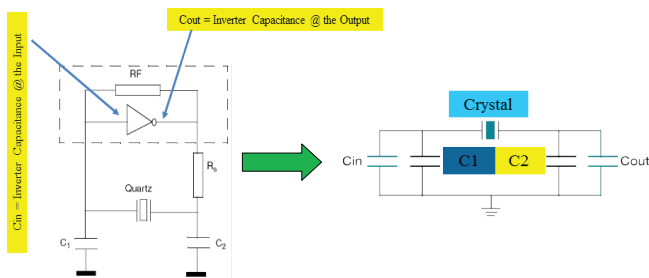 Cout = Inverter Capacitance @ the Output
Cin = Inverter Capacitance @ the Input
RF
Rs
Quartz
C1
C2
Crystal
Cin
C1
C2
Cout